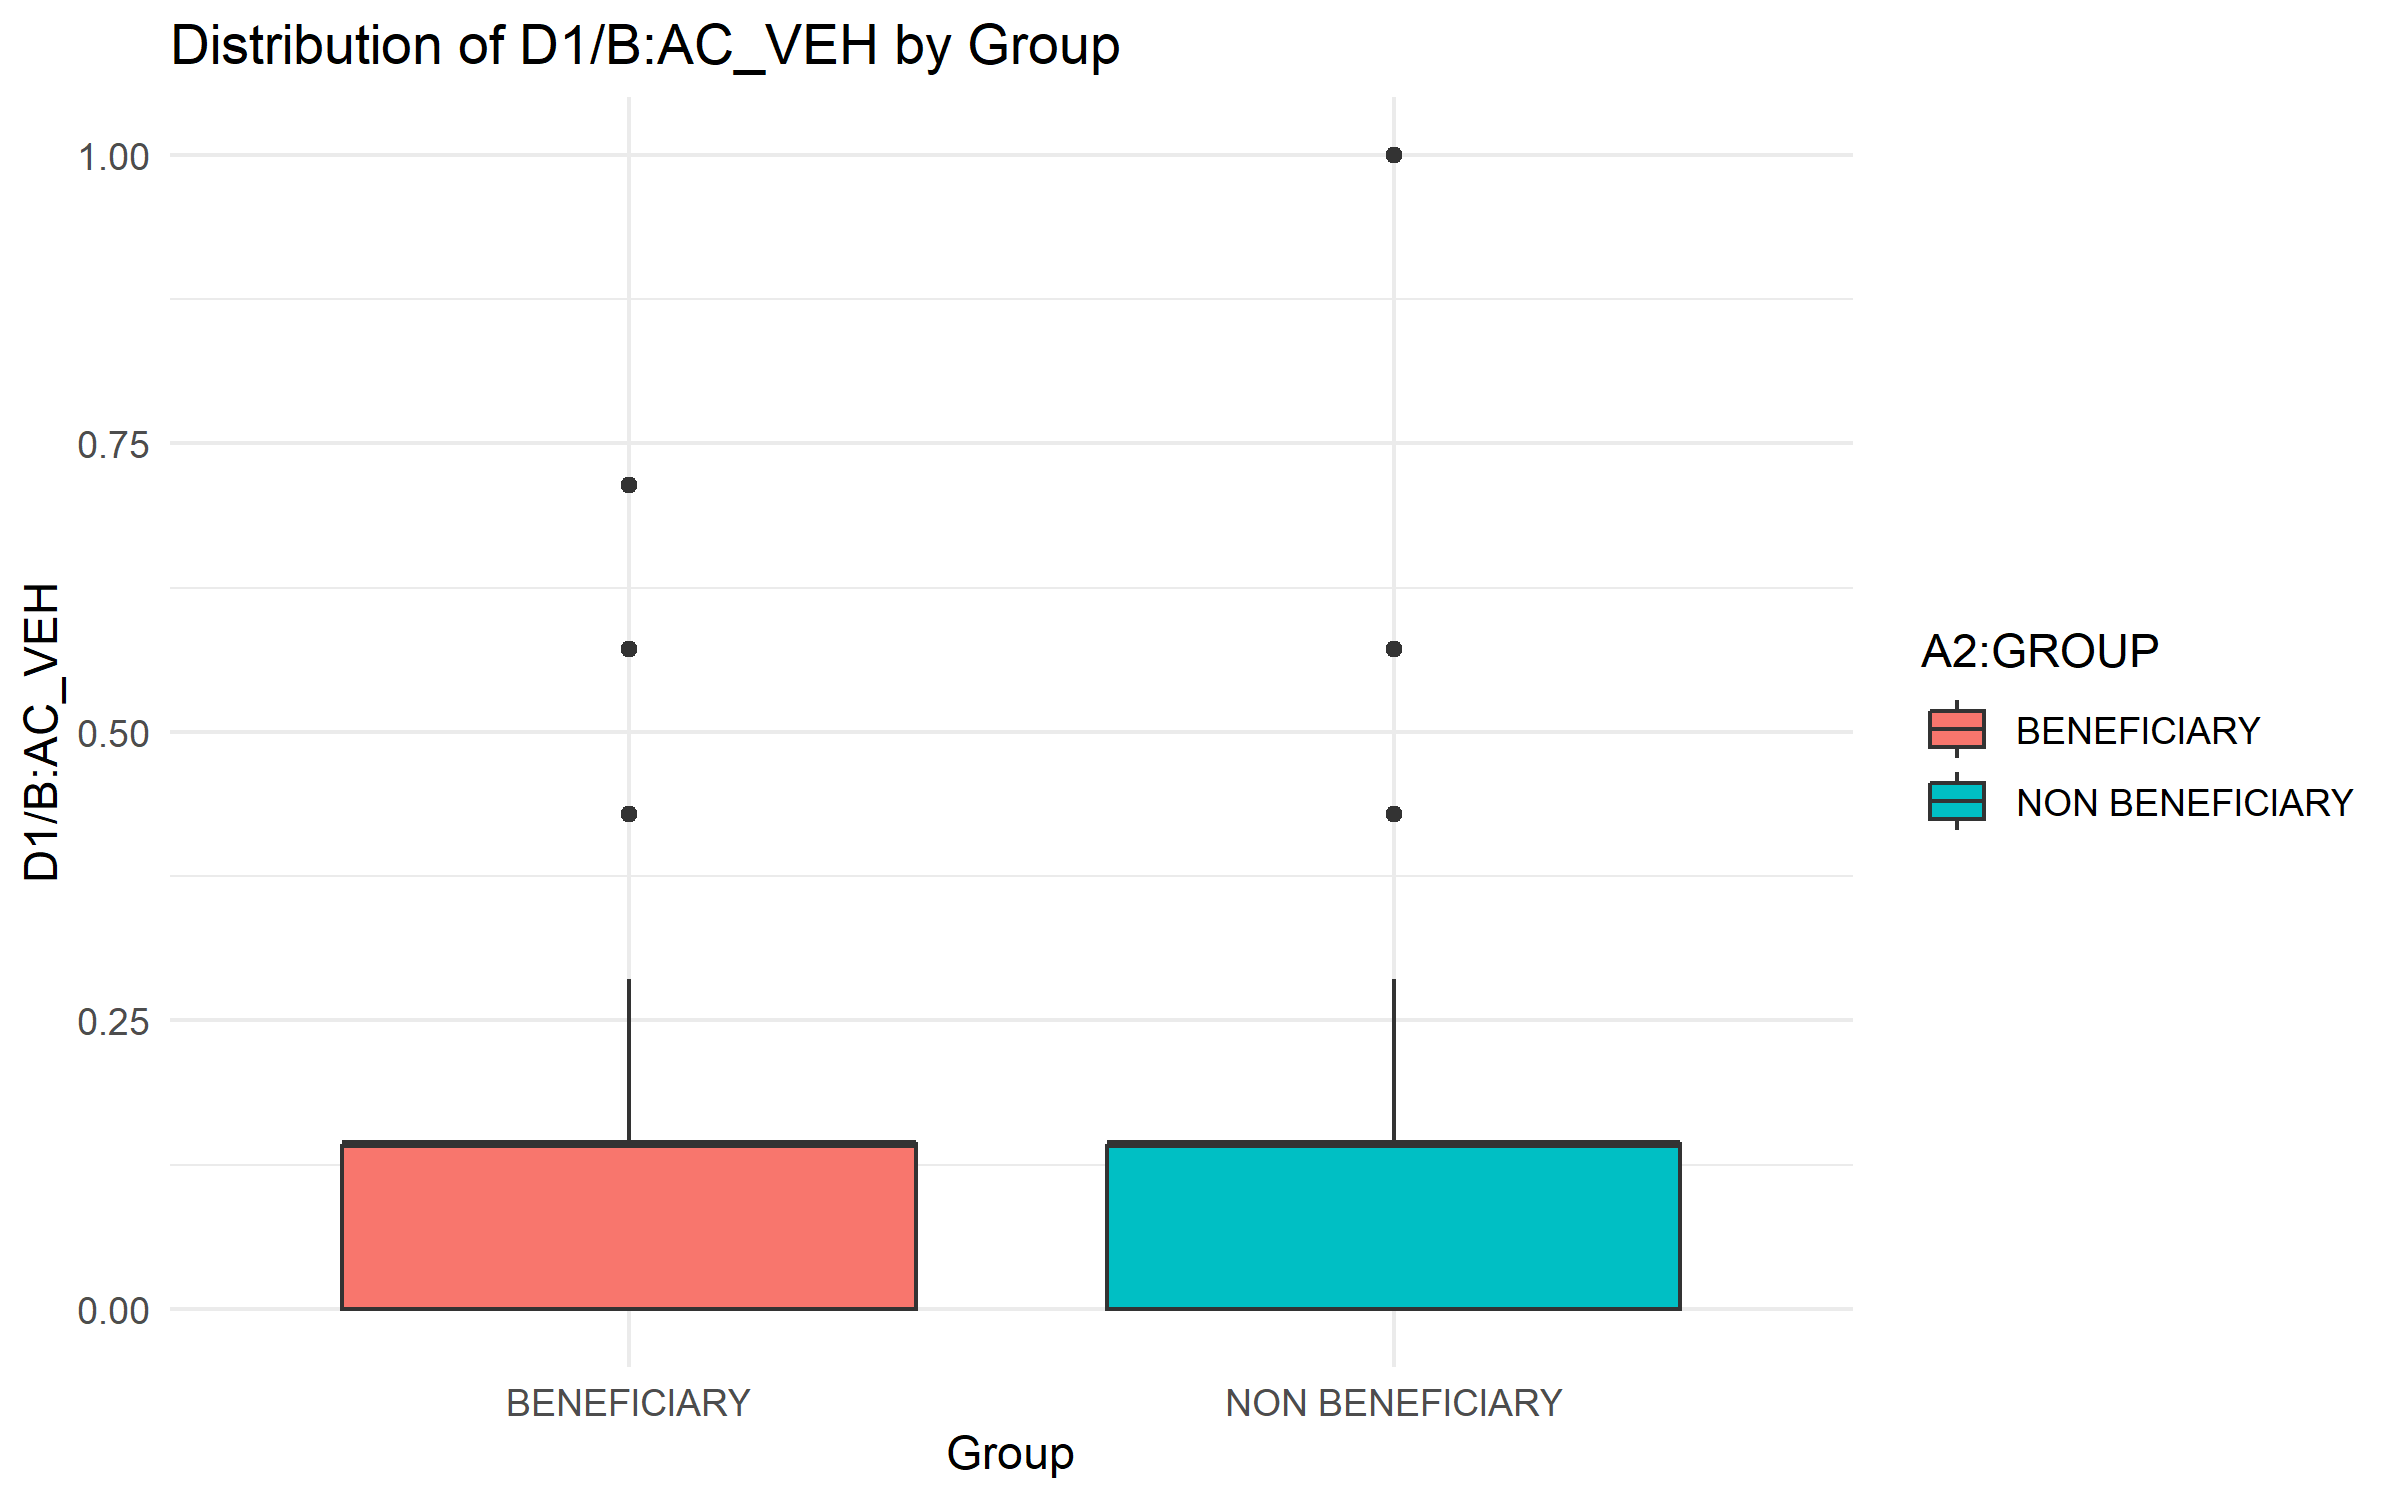 Distribution of D1/B:AC_VEH by Group
D1/B:AC_VEH
1.00
0.75
0.50
0.25
0.00
BENEFICIARY
NON BENEFICIARY
Group
A2:GROUP
BENEFICIARY
NON BENEFICIARY